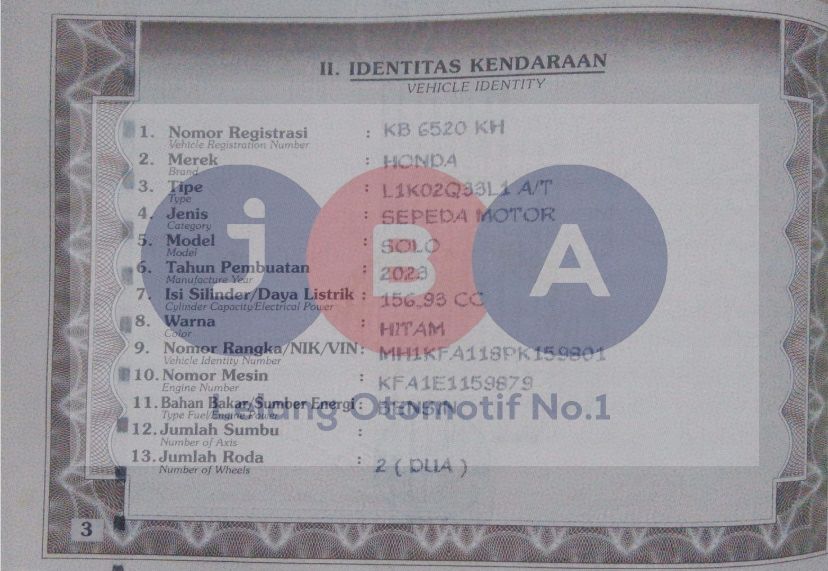 II. IDENTITAS KENDARAAN
VEHICLE IDENTITY
1. Nomor Registrasi : KB 6520 KH
Vehicle Registration Number
2. Merek : HONDA
Brand
3. Tipe : L1K02Q33L1 A/T
Type
4. Jenis : SEPEDA MOTOR
Category
5. Model : SOLO
Model
6. Tahun Pembuatan : 2023
Manufacture Year
7. Isi Silinder/Daya Listrik : 156,93 CC
Cylinder Capacity/Electrical Power
8. Warna : HITAM
Color
9. Nomor Rangka/NIK/VIN : MH1KFA118PK159801
Vehicle Identity Number
10. Nomor Mesin : KFA1E1159879
Engine Number
11. Bahan Bakar/Sumber Energi : BENSIN
Type Fuel/Engine Power
12. Jumlah Sumbu :
Number of Axis
13. Jumlah Roda : 2 ( DUA )
Number of Wheels
3
jBA
Lelang Otomotif No.1